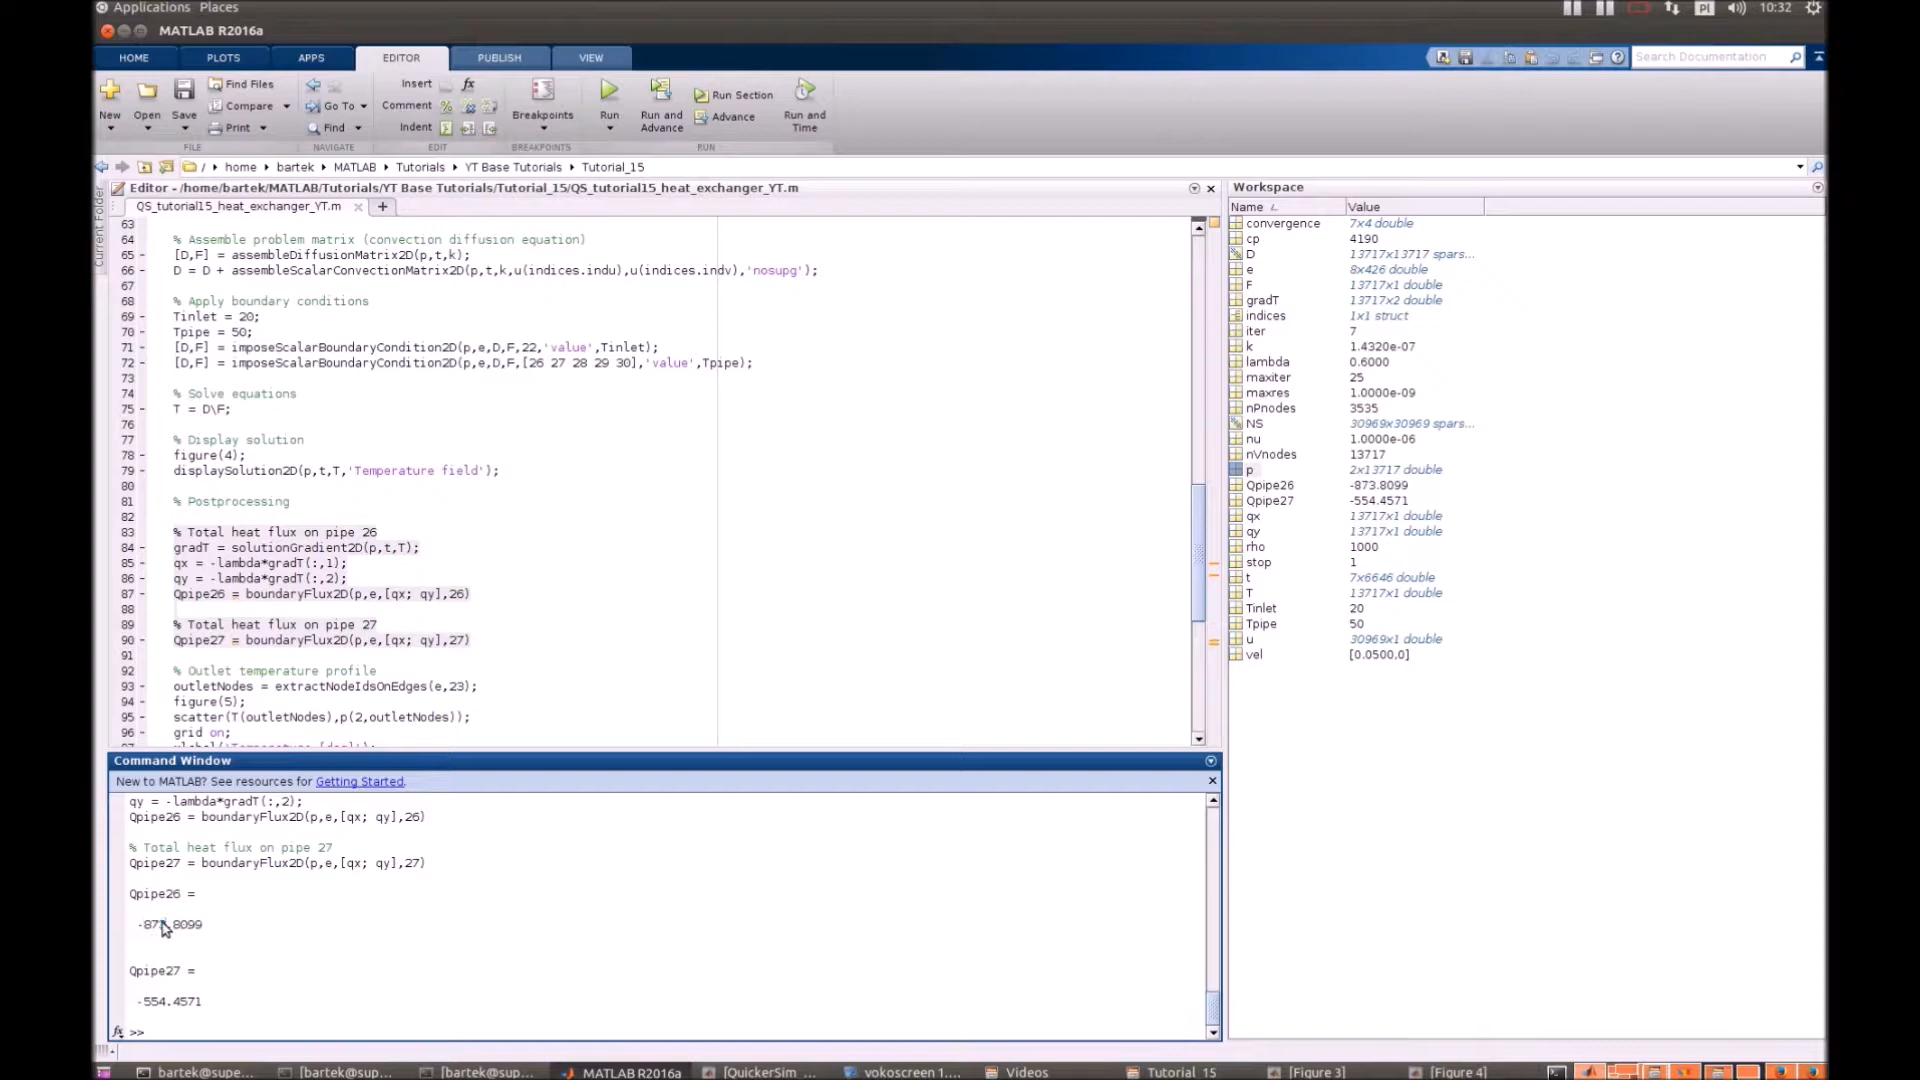 Applications Places
Pl 10:32
MATLAB R2016a
HOME PLOTS APPS EDITOR PUBLISH VIEW
Search Documentation
New Open Save Find Files Compare Print
Go To Find
Insert Comment Indent
Breakpoints
Run
Run and Advance
Run Section
Advance
Run and Time
FILE NAVIGATE EDIT BREAKPOINTS RUN
/ home bartek MATLAB Tutorials YT Base Tutorials Tutorial_15
Current Folder
Editor - /home/bartek/MATLAB/Tutorials/YT Base Tutorials/Tutorial_15/QS_tutorial15_heat_exchanger_YT.m
QS_tutorial15_heat_exchanger_YT.m × +
63
64 % Assemble problem matrix (convection diffusion equation)
65 - [D,F] = assembleDiffusionMatrix2D(p,t,k);
66 - D = D + assembleScalarConvectionMatrix2D(p,t,k,u(indices.indu),u(indices.indv),'nosupg');
67
68 % Apply boundary conditions
69 - Tinlet = 20;
70 - Tpipe = 50;
71 - [D,F] = imposeScalarBoundaryCondition2D(p,e,D,F,22,'value',Tinlet);
72 - [D,F] = imposeScalarBoundaryCondition2D(p,e,D,F,[26 27 28 29 30],'value',Tpipe);
73
74 % Solve equations
75 - T = D\F;
76
77 % Display solution
78 - figure(4);
79 - displaySolution2D(p,t,T,'Temperature field');
80
81 % Postprocessing
82
83 % Total heat flux on pipe 26
84 - gradT = solutionGradient2D(p,t,T);
85 - qx = -lambda*gradT(:,1);
86 - qy = -lambda*gradT(:,2);
87 - Qpipe26 = boundaryFlux2D(p,e,[qx; qy],26)
88
89 % Total heat flux on pipe 27
90 - Qpipe27 = boundaryFlux2D(p,e,[qx; qy],27)
91
92 % Outlet temperature profile
93 - outletNodes = extractNodeIdsOnEdges(e,23);
94 - figure(5);
95 - scatter(T(outletNodes),p(2,outletNodes));
96 - grid on;
Command Window
New to MATLAB? See resources for Getting Started.
qy = -lambda*gradT(:,2);
Qpipe26 = boundaryFlux2D(p,e,[qx; qy],26)
% Total heat flux on pipe 27
Qpipe27 = boundaryFlux2D(p,e,[qx; qy],27)
Qpipe26 =
-873.8099
Qpipe27 =
-554.4571
fx >>
Workspace
Name Value
convergence 7x4 double
cp 4190
D 13717x13717 spars...
e 8x426 double
F 13717x1 double
gradT 13717x2 double
indices 1x1 struct
iter 7
k 1.4320e-07
lambda 0.6000
maxiter 25
maxres 1.0000e-09
nPnodes 3535
NS 30969x30969 spars...
nu 1.0000e-06
nVnodes 13717
p 2x13717 double
Qpipe26 -873.8099
Qpipe27 -554.4571
qx 13717x1 double
qy 13717x1 double
rho 1000
stop 1
t 7x6646 double
T 13717x1 double
Tinlet 20
Tpipe 50
u 30969x1 double
vel [0.0500,0]
bartek@supe... [bartek@sup... [bartek@sup... MATLAB R2016a [QuickerSim ... vokoscreen 1.... Videos Tutorial_15 [Figure 3] [Figure 4]